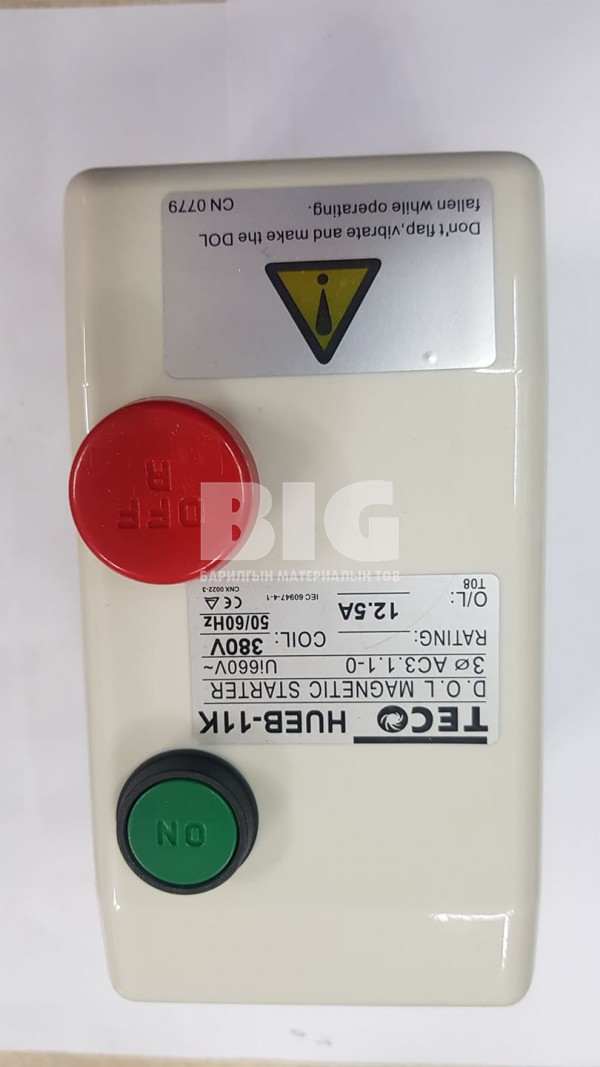 TECO HUEB-11K
D.O.L MAGNETIC STARTER
3Ø AC3.1.1-0 Ui660V~
RATING: COIL: 380V
12.5A 50/60Hz
O/L:
T08 IEC 60947-4-1 CE CNX 0022-3
ON
OFF
R
Don't flap,vibrate and make the DOL
fallen while operating. CN 0779
BIG
БАРИЛГЫН МАТЕРИАЛЫН ТӨВ